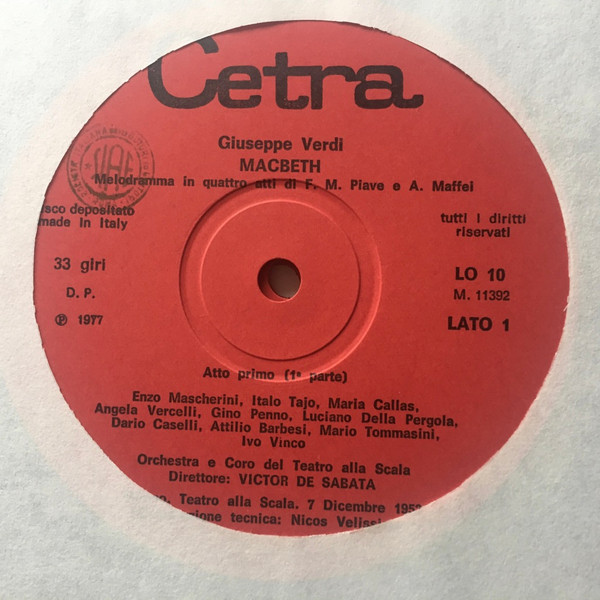 Cetra
Giuseppe Verdi
MACBETH
Melodramma in quattro atti di F. M. Piave e A. Maffei
isco depositato
made in Italy
tutti i diritti
riservati
33 giri
LO 10
D. P.
M. 11392
℗ 1977
LATO 1
Atto primo (1ª parte)
Enzo Mascherini, Italo Tajo, Maria Callas,
Angela Vercelli, Gino Penno, Luciano Della Pergola,
Dario Caselli, Attilio Barbesi, Mario Tommasini,
Ivo Vinco
Orchestra e Coro del Teatro alla Scala
Direttore: VICTOR DE SABATA
Teatro alla Scala. 7 Dicembre 195
zione tecnica: Nicos Velissi